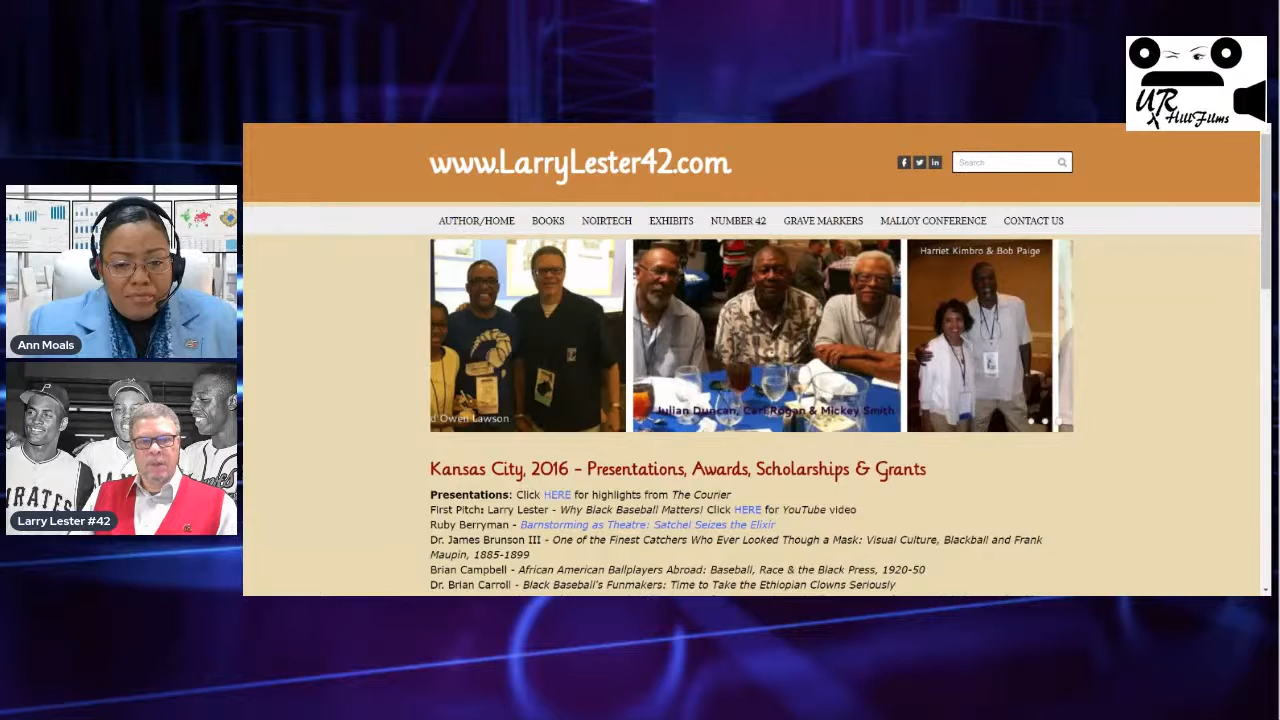 UR
HillFilms
www.LarryLester42.com
Search
AUTHOR/HOME BOOKS NOIRTECH EXHIBITS NUMBER 42 GRAVE MARKERS MALLOY CONFERENCE CONTACT US
Harriet Kimbro & Bob Paige
d'Owen Lawson
Julian Duncan, Carl Rogan & Mickey Smith
Ann Moals
PIRATES
Larry Lester #42
Kansas City, 2016 - Presentations, Awards, Scholarships & Grants
Presentations: Click HERE for highlights from The Courier
First Pitch: Larry Lester - Why Black Baseball Matters! Click HERE for YouTube video
Ruby Berryman - Barnstorming as Theatre: Satchel Seizes the Elixir
Dr. James Brunson III - One of the Finest Catchers Who Ever Looked Though a Mask: Visual Culture, Blackball and Frank
Maupin, 1885-1899
Brian Campbell - African American Ballplayers Abroad: Baseball, Race & the Black Press, 1920-50
Dr. Brian Carroll - Black Baseball's Funmakers: Time to Take the Ethiopian Clowns Seriously